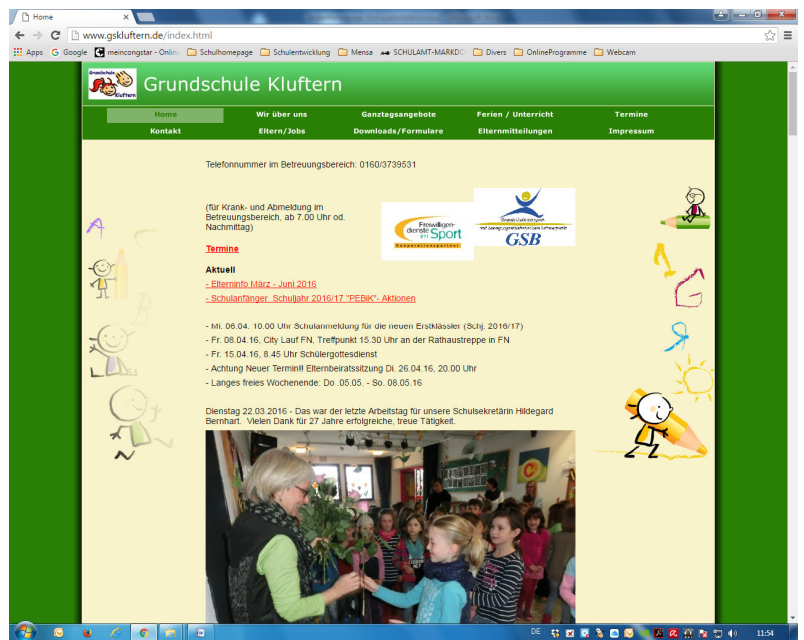 Home
www.gskluftern.de/index.html
Apps Google meincongstar - Online Schulhomepage Schulentwicklung Mensa SCHULAMT-MARKDO Divers OnlineProgramme Webcam
Grundschule Kluftern
Grundschule Kluftern
Home Wir über uns Ganztagsangebote Ferien / Unterricht Termine
Kontakt Eltern/Jobs Downloads/Formulare Elternmitteilungen Impressum
Telefonnummer im Betreuungsbereich: 0160/3739531
(für Krank- und Abmeldung im
Betreuungsbereich, ab 7.00 Uhr od.
Nachmittag)
Freiwilligen-
dienste im Sport
Kooperationspartner
GSB
Termine
Aktuell
- Elterninfo März - Juni 2016
- Schulanfänger Schuljahr 2016/17 "PEBIK"- Aktionen
- Mi. 06.04. 10.00 Uhr Schulanmeldung für die neuen Erstklässler (Schj. 2016/17)
- Fr. 08.04.16, City Lauf FN, Treffpunkt 15.30 Uhr an der Rathaustreppe in FN
- Fr. 15.04.16, 8.45 Uhr Schülergottesdienst
- Achtung Neuer Termin!! Elternbeiratssitzung Di. 26.04.16, 20.00 Uhr
- Langes freies Wochenende: Do .05.05. - So. 08.05.16
Dienstag 22.03.2016 - Das war der letzte Arbeitstag für unsere Schulsekretärin Hildegard
Bernhart. Vielen Dank für 27 Jahre erfolgreiche, treue Tätigkeit.
DE 11:54